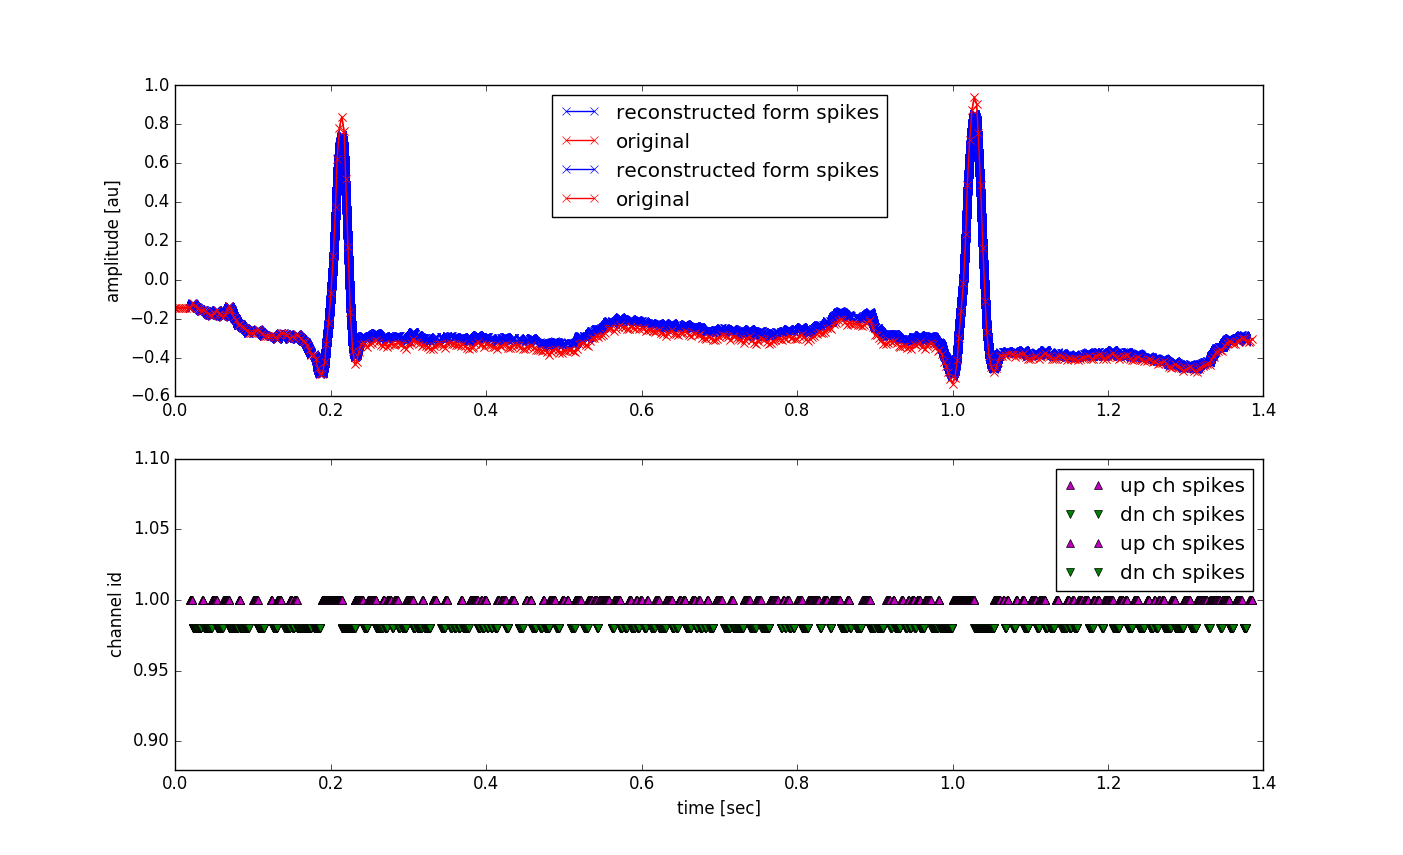 1.0
0.8
0.6
0.4
0.2
0.0
−0.2
−0.4
−0.6
amplitude [au]
reconstructed form spikes
original
reconstructed form spikes
original
0.0 0.2 0.4 0.6 0.8 1.0 1.2 1.4
1.10
1.05
1.00
0.95
0.90
channel id
up ch spikes
dn ch spikes
up ch spikes
dn ch spikes
0.0 0.2 0.4 0.6 0.8 1.0 1.2 1.4
time [sec]